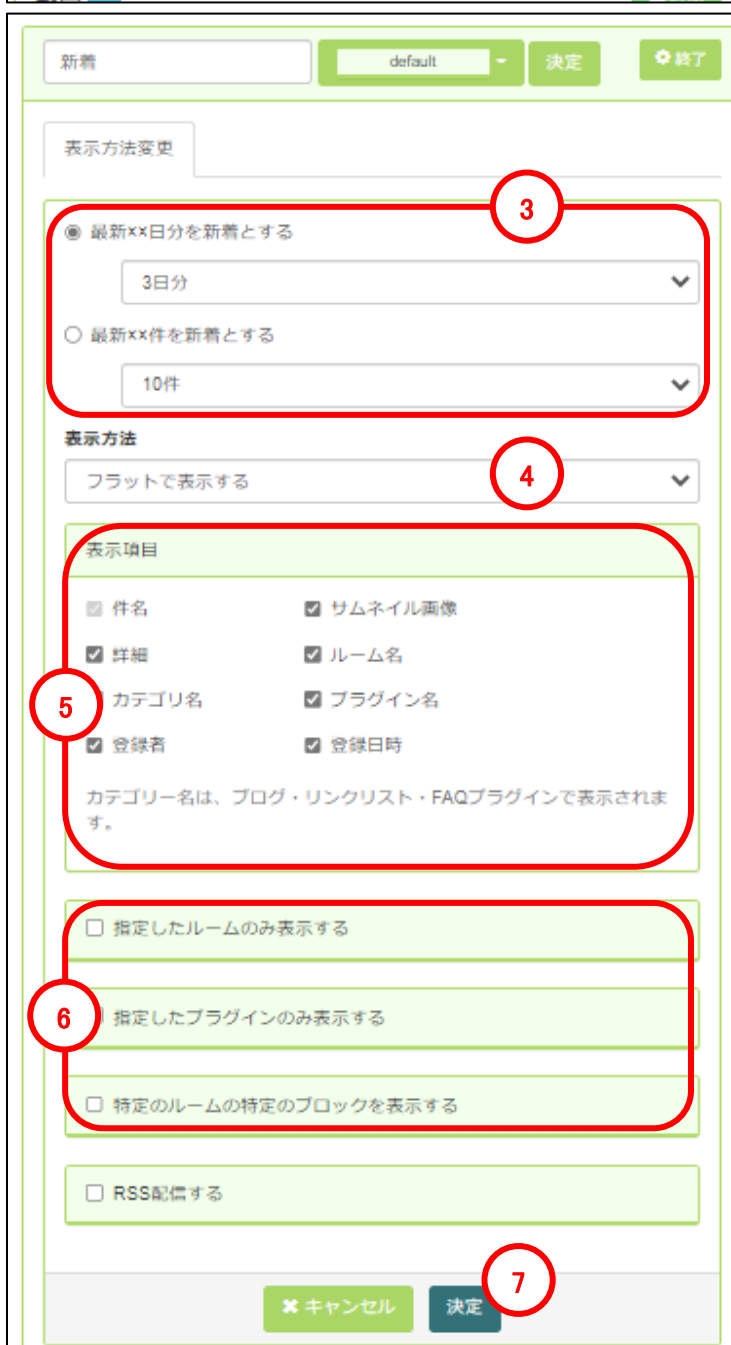 新着 default 決定 終了
表示方法変更
3
最新××日分を新着とする
3日分
最新××件を新着とする
10件
表示方法
フラットで表示する
4
表示項目
件名 サムネイル画像
詳細 ルーム名
5 カテゴリ名 プラグイン名
登録者 登録日時
カテゴリー名は、ブログ・リンクリスト・FAQプラグインで表示されま
す。
指定したルームのみ表示する
6 指定したプラグインのみ表示する
特定のルームの特定のブロックを表示する
RSS配信する
7
キャンセル 決定